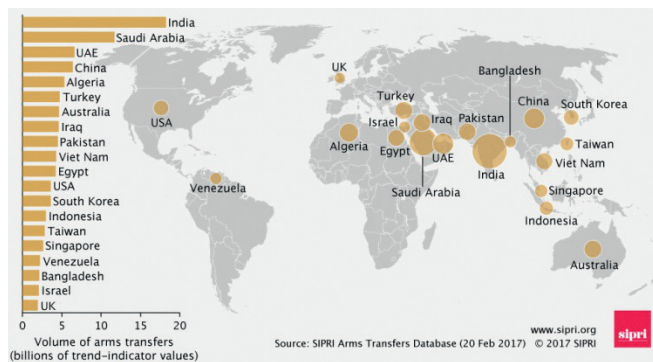 India
Saudi Arabia
UAE
China
Algeria
Turkey
Australia
Iraq
Pakistan
Viet Nam
Egypt
USA
South Korea
Indonesia
Taiwan
Singapore
Venezuela
Bangladesh
Israel
UK
0 5 10 15 20
Volume of arms transfers
(billions of trend-indicator values)
UK
Bangladesh
Turkey
China
South Korea
USA
Israel
Iraq
Pakistan
Algeria
Taiwan
Egypt
UAE
Viet Nam
India
Venezuela
Saudi Arabia
Singapore
Indonesia
Australia
www.sipri.org
Source: SIPRI Arms Transfers Database (20 Feb 2017) © 2017 SIPRI
sipri